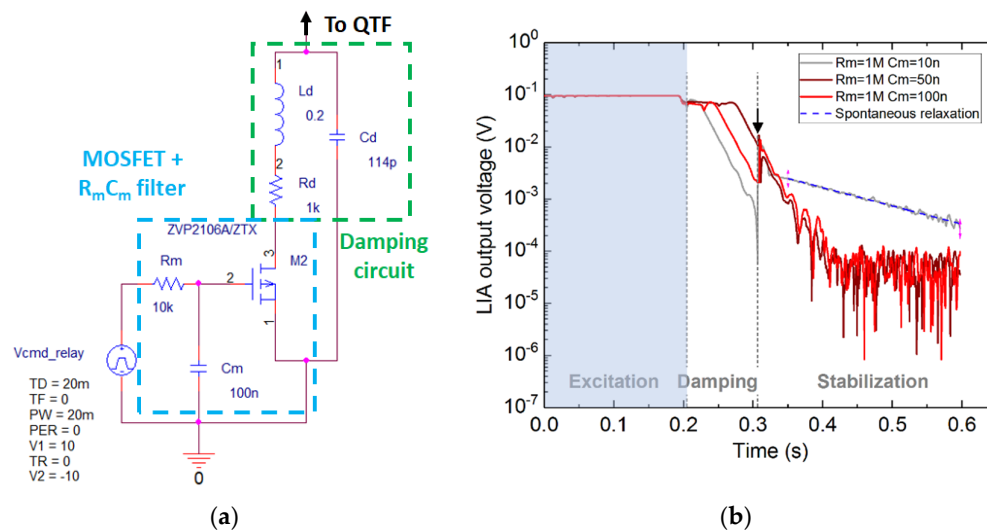 (a)
To QTF
1
Ld
0.2
2
Cd
114p
Rd
1k
MOSFET +
RmCm filter
Damping
circuit
ZVP2106A/ZTX
Rm
10k
2
3
M2
1
Vcmd_relay
TD = 20m
TF = 0
PW = 20m
PER = 0
V1 = 10
TR = 0
V2 = -10
Cm
100n
0
(b)
LIA output voltage (V)
10^0
10^-1
10^-2
10^-3
10^-4
10^-5
10^-6
10^-7
Rm=1M Cm=10n
Rm=1M Cm=50n
Rm=1M Cm=100n
Spontaneous relaxation
Excitation
Damping
Stabilization
0.0 0.1 0.2 0.3 0.4 0.5 0.6
Time (s)